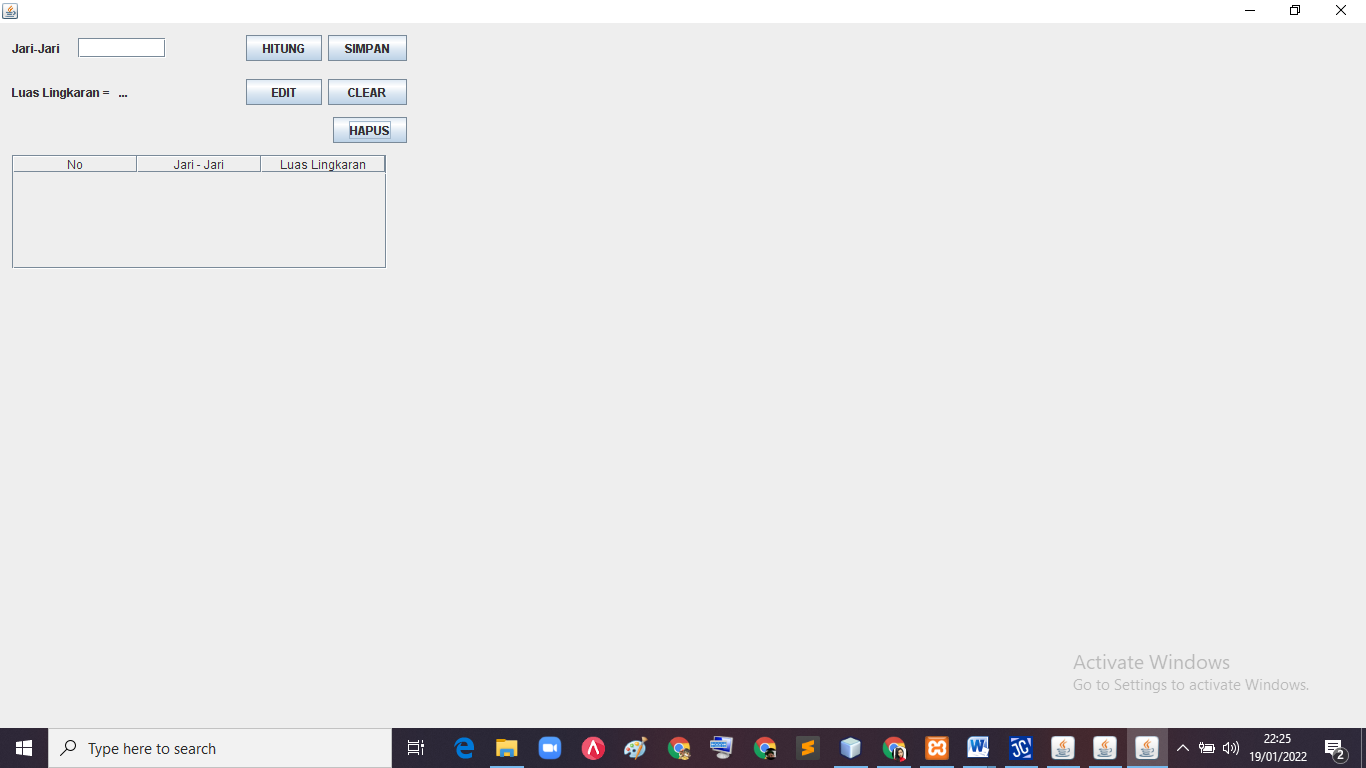 Jari-Jari HITUNG SIMPAN
Luas Lingkaran = ... EDIT CLEAR
HAPUS
No Jari - Jari Luas Lingkaran
Activate Windows
Go to Settings to activate Windows.
Type here to search
W JC
22:25
19/01/2022
2